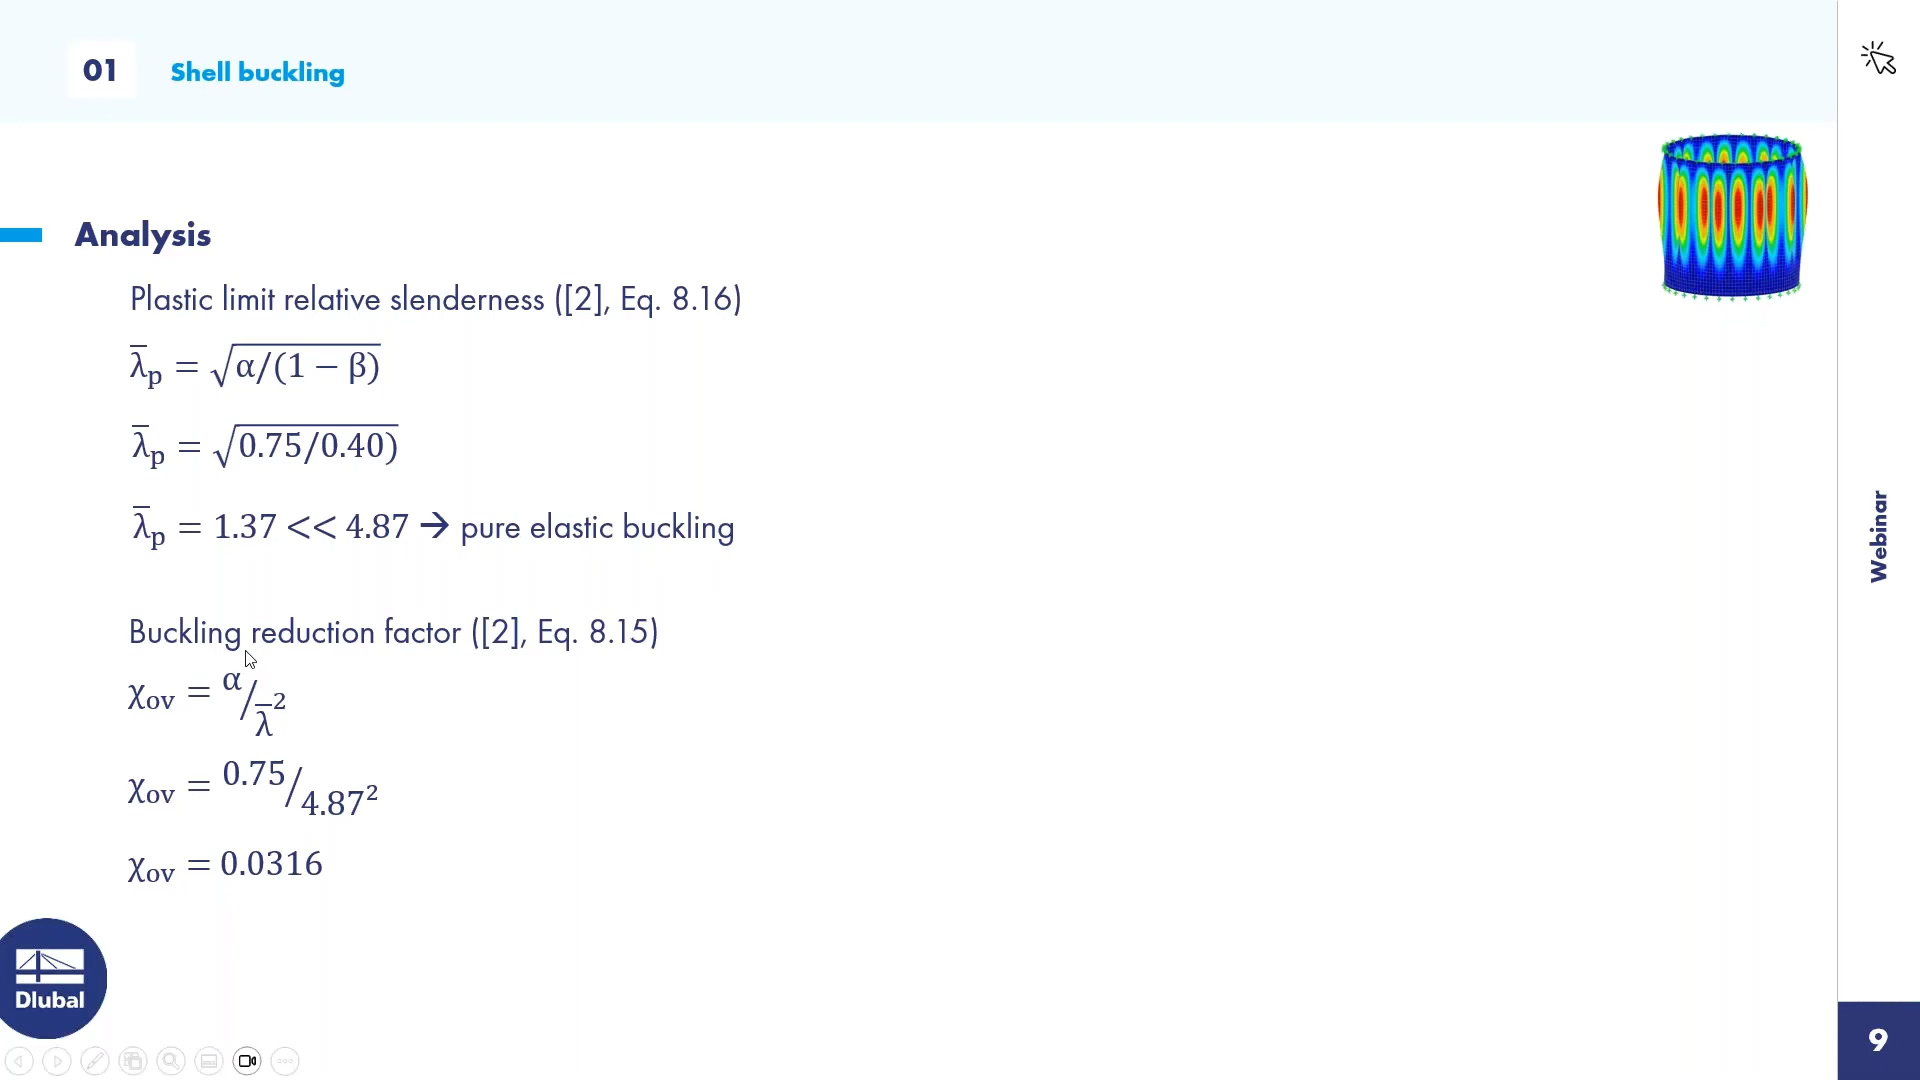 01 Shell buckling
Analysis
Plastic limit relative slenderness ([2], Eq. 8.16)
λ̅p = √α/(1 − β)
λ̅p = √0.75/0.40)
λ̅p = 1.37 << 4.87 → pure elastic buckling
Buckling reduction factor ([2], Eq. 8.15)
χov = α/λ̅²
χov = 0.75/4.87²
χov = 0.0316
Dlubal
Webinar
9